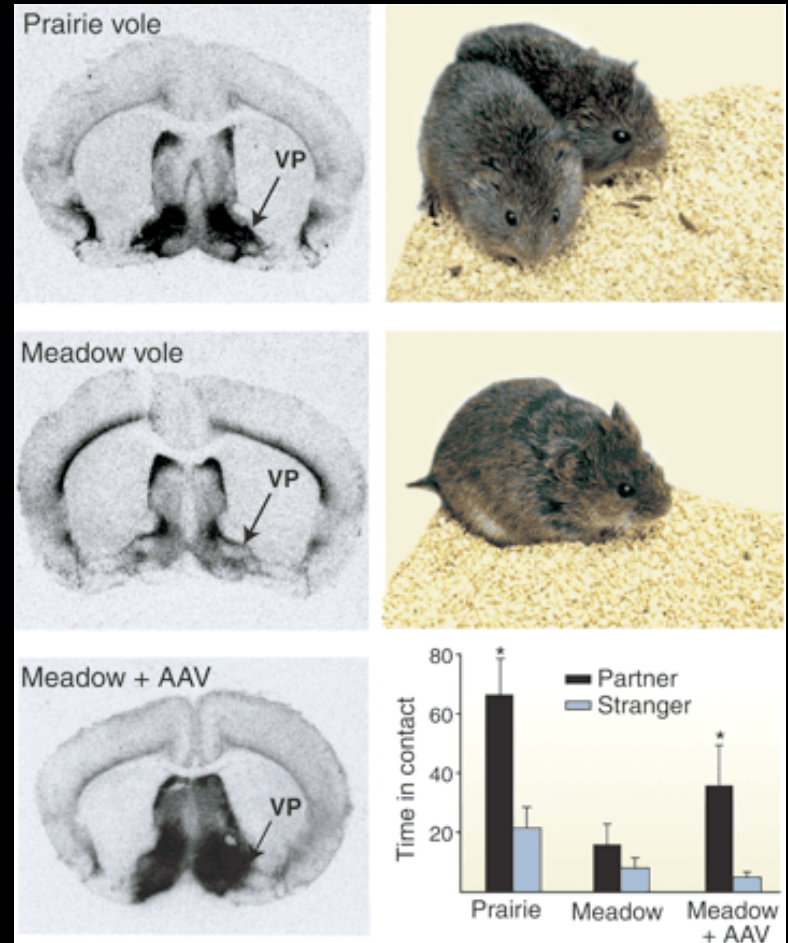 Prairie vole
VP
Meadow vole
VP
Meadow + AAV
VP
Time in contact
80
60
40
20
*
*
Partner
Stranger
Prairie
Meadow
Meadow
+ AAV